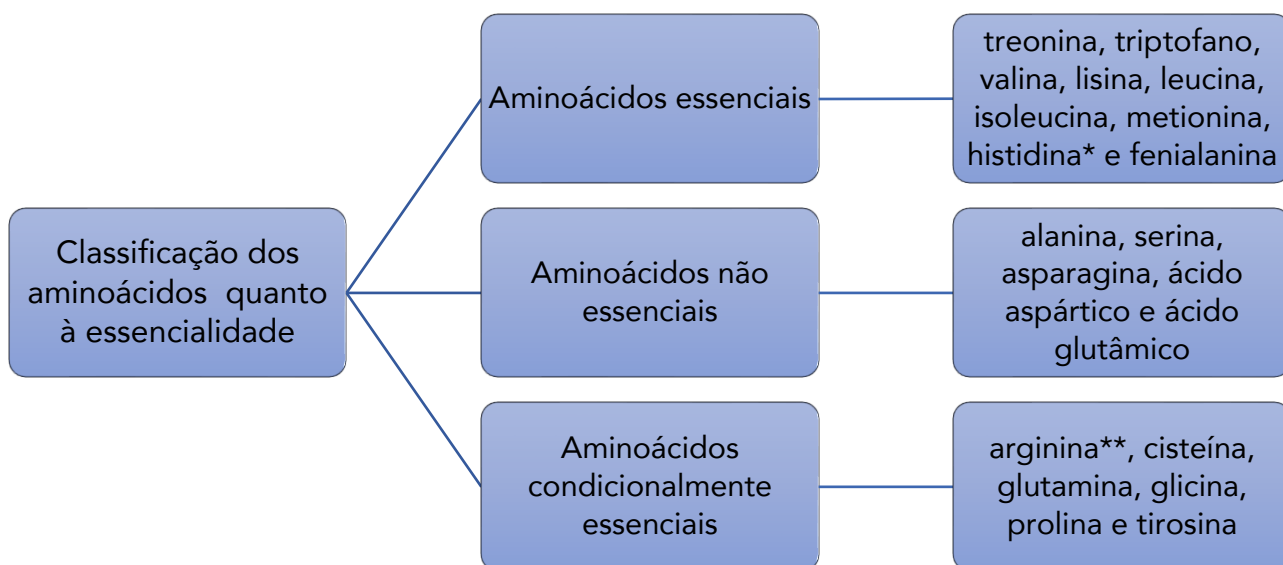 Classificação dos
aminoácidos quanto
à essencialidade
Aminoácidos essenciais
treonina, triptofano,
valina, lisina, leucina,
isoleucina, metionina,
histidina* e fenialanina
Aminoácidos não
essenciais
alanina, serina,
asparagina, ácido
aspártico e ácido
glutâmico
Aminoácidos
condicionalmente
essenciais
arginina**, cisteína,
glutamina, glicina,
prolina e tirosina